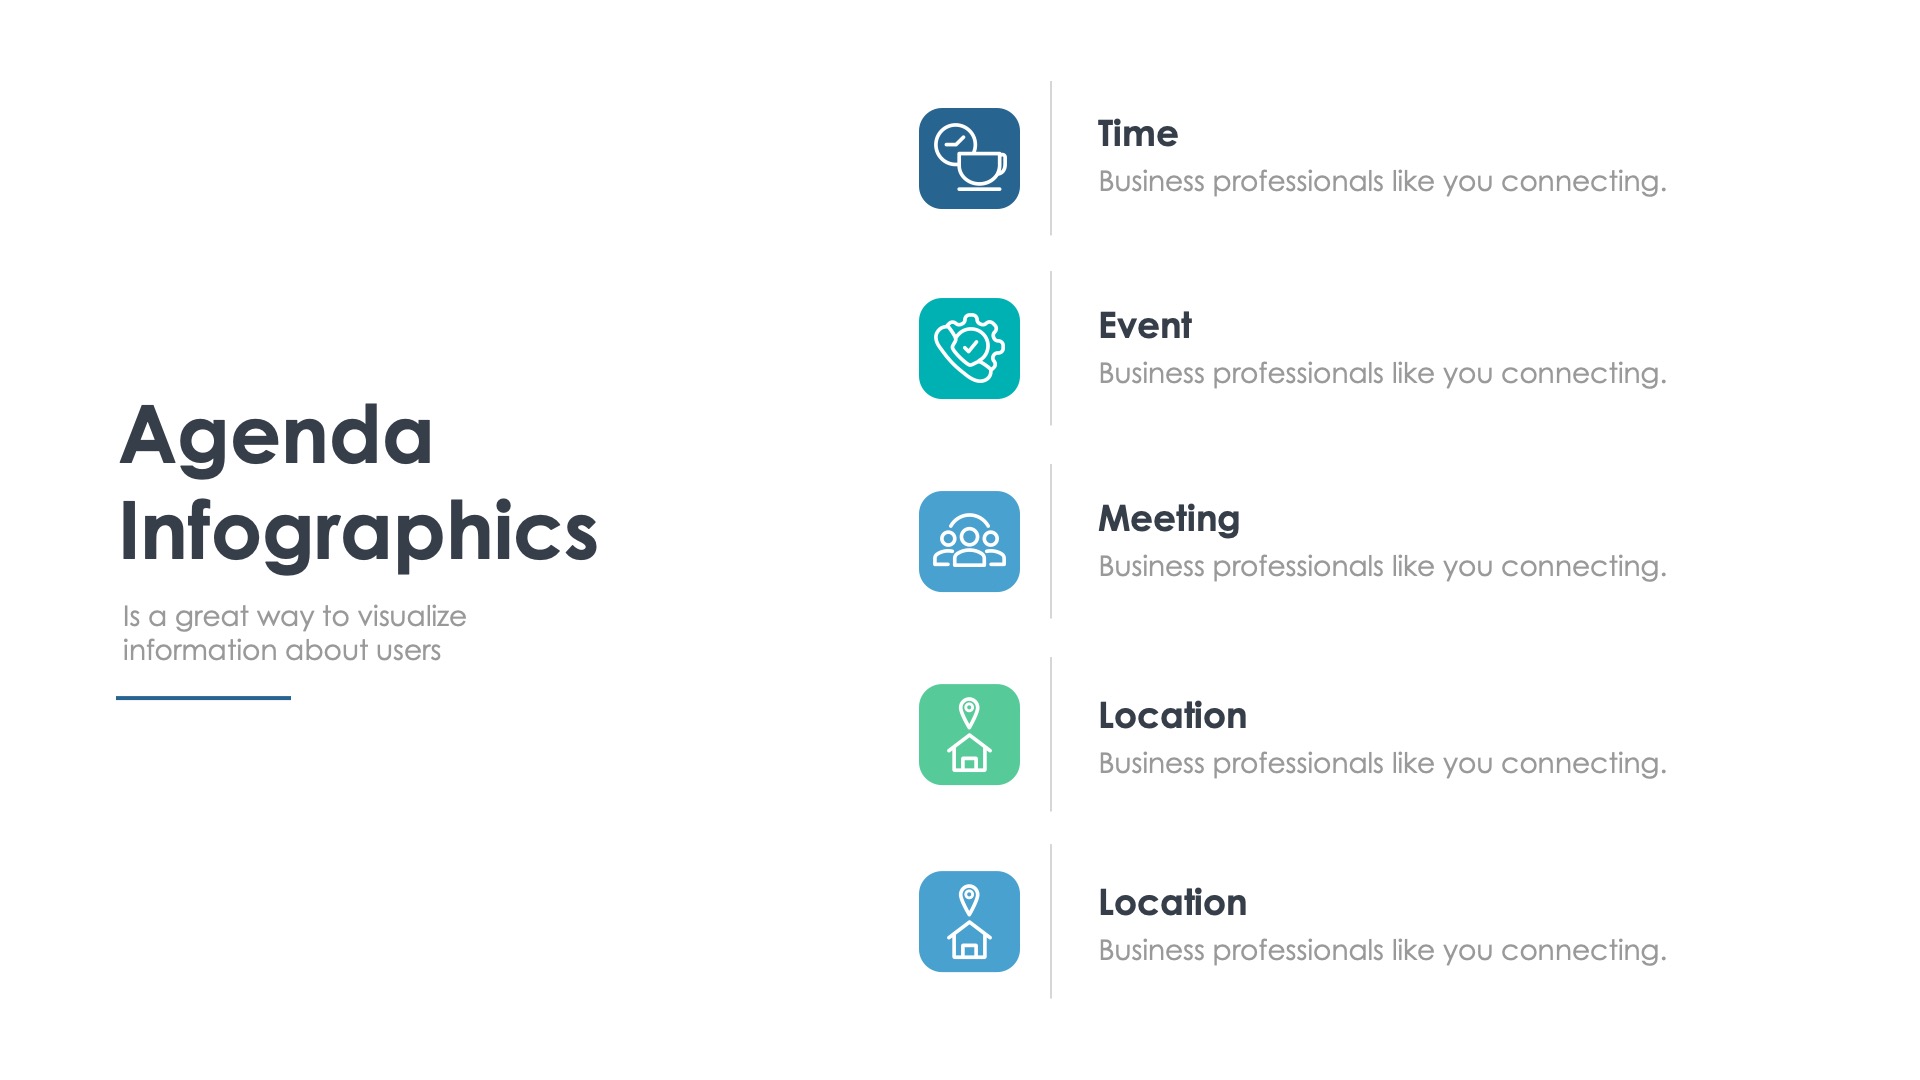 Agenda
Infographics
Is a great way to visualize
information about users
Time
Business professionals like you connecting.
Event
Business professionals like you connecting.
Meeting
Business professionals like you connecting.
Location
Business professionals like you connecting.
Location
Business professionals like you connecting.